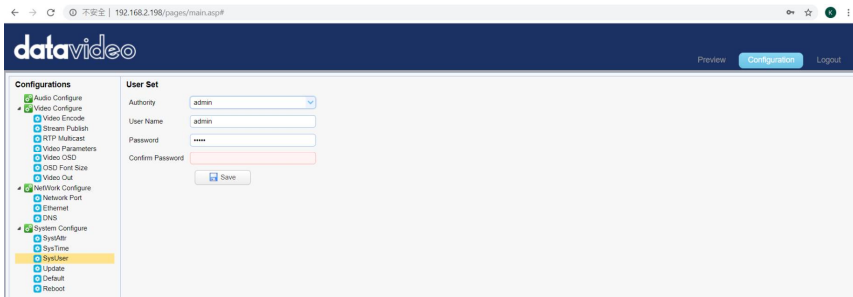 不安全 | 192.168.2.198/pages/main.asp#
K
datavideo
Preview
Configuration
Logout
Configurations
Audio Configure
Video Configure
Video Encode
Stream Publish
RTP Multicast
Video Parameters
Video OSD
OSD Font Size
Video Out
NetWork Configure
Network Port
Ethernet
DNS
System Configure
SystAttr
SysTime
SysUser
Update
Default
Reboot
User Set
Authority admin
User Name admin
Password •••••
Confirm Password
Save